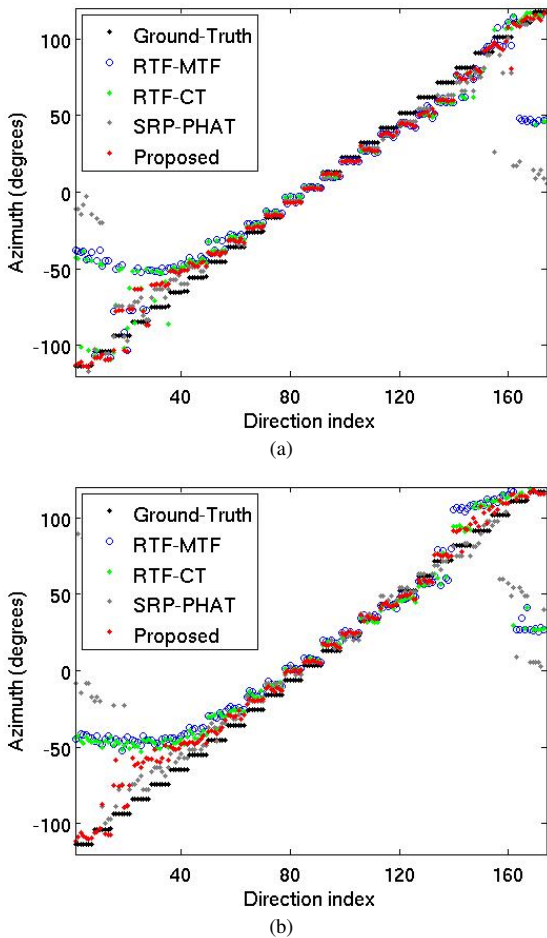 100
50
0
-50
-100
Azimuth (degrees)
Ground-Truth
RTF-MTF
RTF-CT
SRP-PHAT
Proposed
40
80
120
160
Direction index
(a)
100
50
0
-50
-100
Azimuth (degrees)
Ground-Truth
RTF-MTF
RTF-CT
SRP-PHAT
Proposed
40
80
120
160
Direction index
(b)